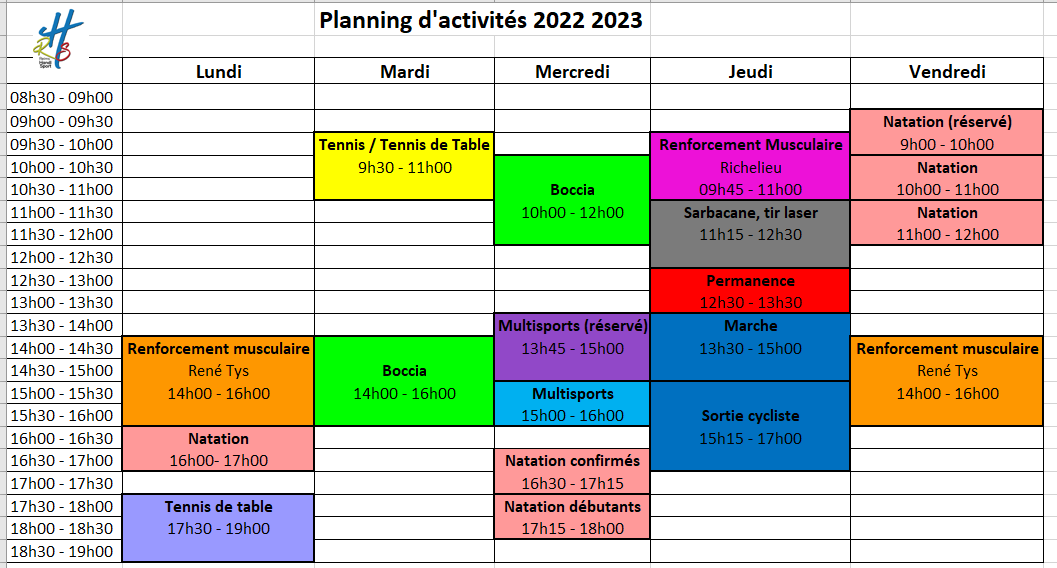 Planning d'activités 2022 2023
H
RB
Handi
Sport
Lundi Mardi Mercredi Jeudi Vendredi
08h30 - 09h00
09h00 - 09h30 Natation (réservé)
09h30 - 10h00 Tennis / Tennis de Table Renforcement Musculaire 9h00 - 10h00
10h00 - 10h30 9h30 - 11h00 Richelieu Natation
10h30 - 11h00 Boccia 09h45 - 11h00 10h00 - 11h00
11h00 - 11h30 10h00 - 12h00 Sarbacane, tir laser Natation
11h30 - 12h00 11h15 - 12h30 11h00 - 12h00
12h00 - 12h30
12h30 - 13h00 Permanence
13h00 - 13h30 12h30 - 13h30
13h30 - 14h00 Multisports (réservé) Marche
14h00 - 14h30 Renforcement musculaire 13h45 - 15h00 13h30 - 15h00 Renforcement musculaire
14h30 - 15h00 René Tys Boccia René Tys
15h00 - 15h30 14h00 - 16h00 14h00 - 16h00 Multisports 14h00 - 16h00
15h30 - 16h00 15h00 - 16h00 Sortie cycliste
16h00 - 16h30 Natation 15h15 - 17h00
16h30 - 17h00 16h00- 17h00 Natation confirmés
17h00 - 17h30 16h30 - 17h15
17h30 - 18h00 Tennis de table Natation débutants
18h00 - 18h30 17h30 - 19h00 17h15 - 18h00
18h30 - 19h00